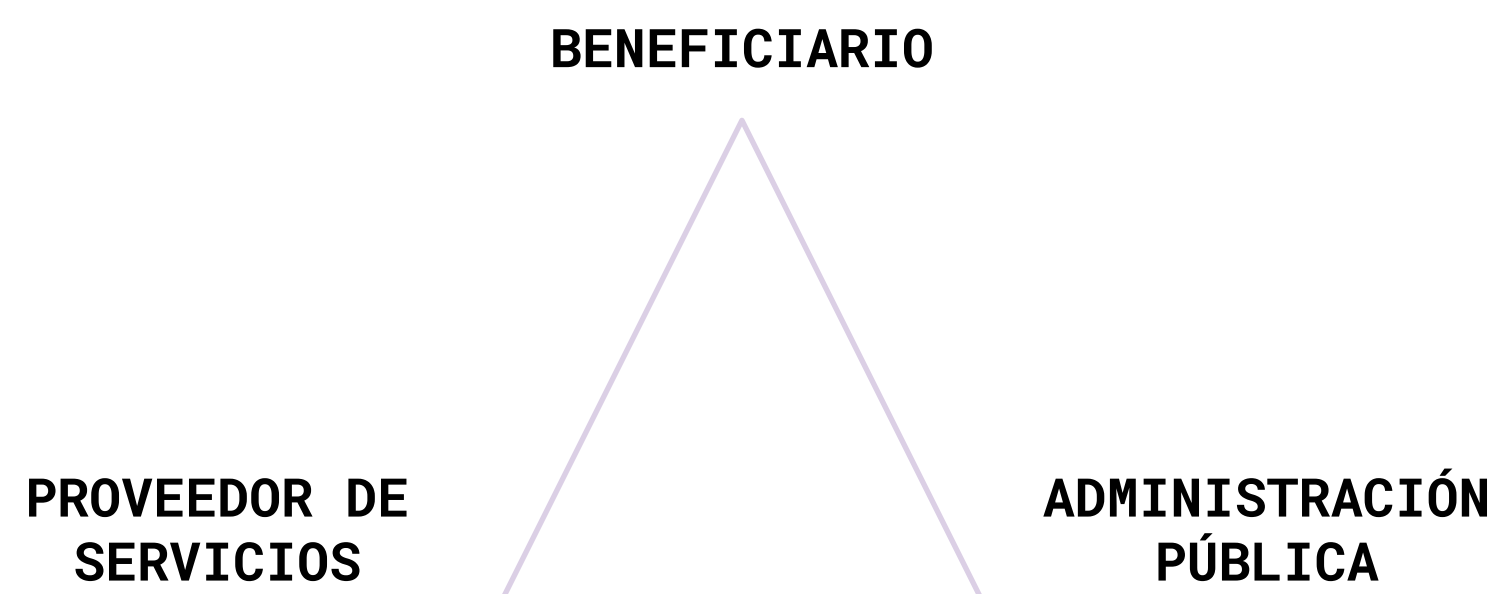 BENEFICIARIO
PROVEEDOR DE
SERVICIOS
ADMINISTRACIÓN
PÚBLICA